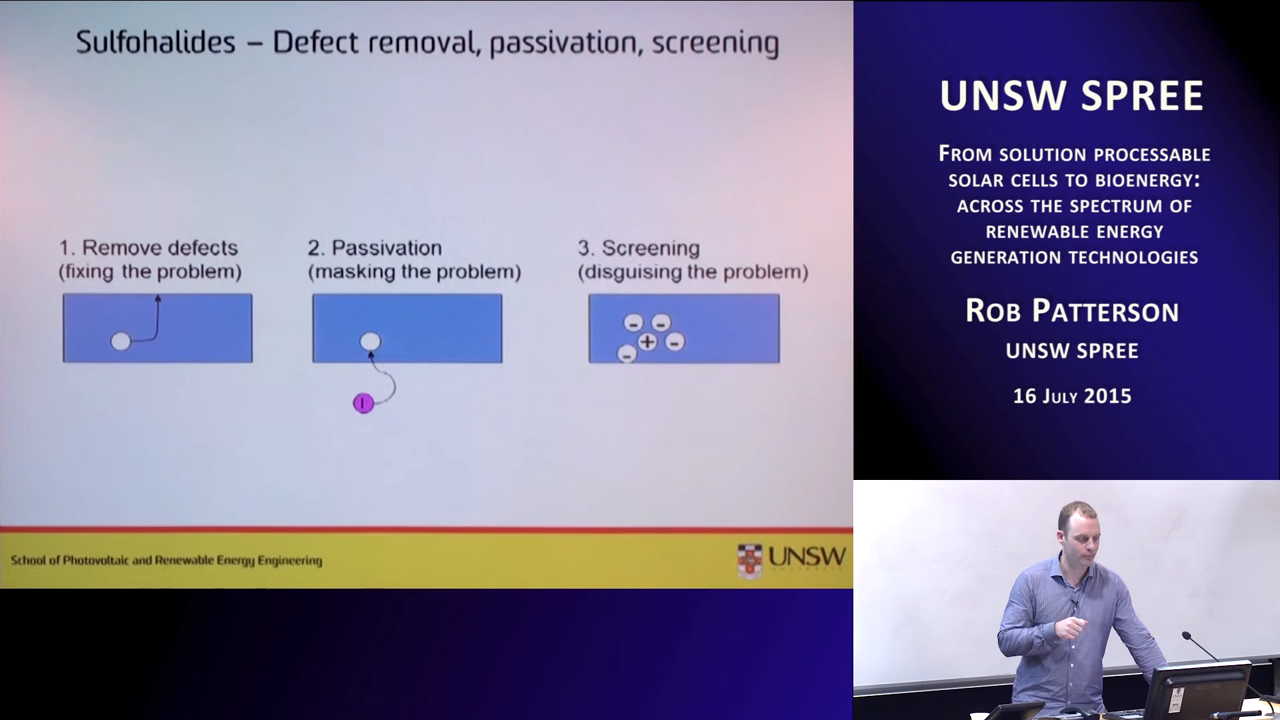 Sulfohalides – Defect removal, passivation, screening
1. Remove defects
(fixing the problem)
2. Passivation
(masking the problem)
I
3. Screening
(disguising the problem)
- -
+ -
-
School of Photovoltaic and Renewable Energy Engineering
UNSW
UNSW SPREE
FROM SOLUTION PROCESSABLE
SOLAR CELLS TO BIOENERGY:
ACROSS THE SPECTRUM OF
RENEWABLE ENERGY
GENERATION TECHNOLOGIES
ROB PATTERSON
UNSW SPREE
16 JULY 2015